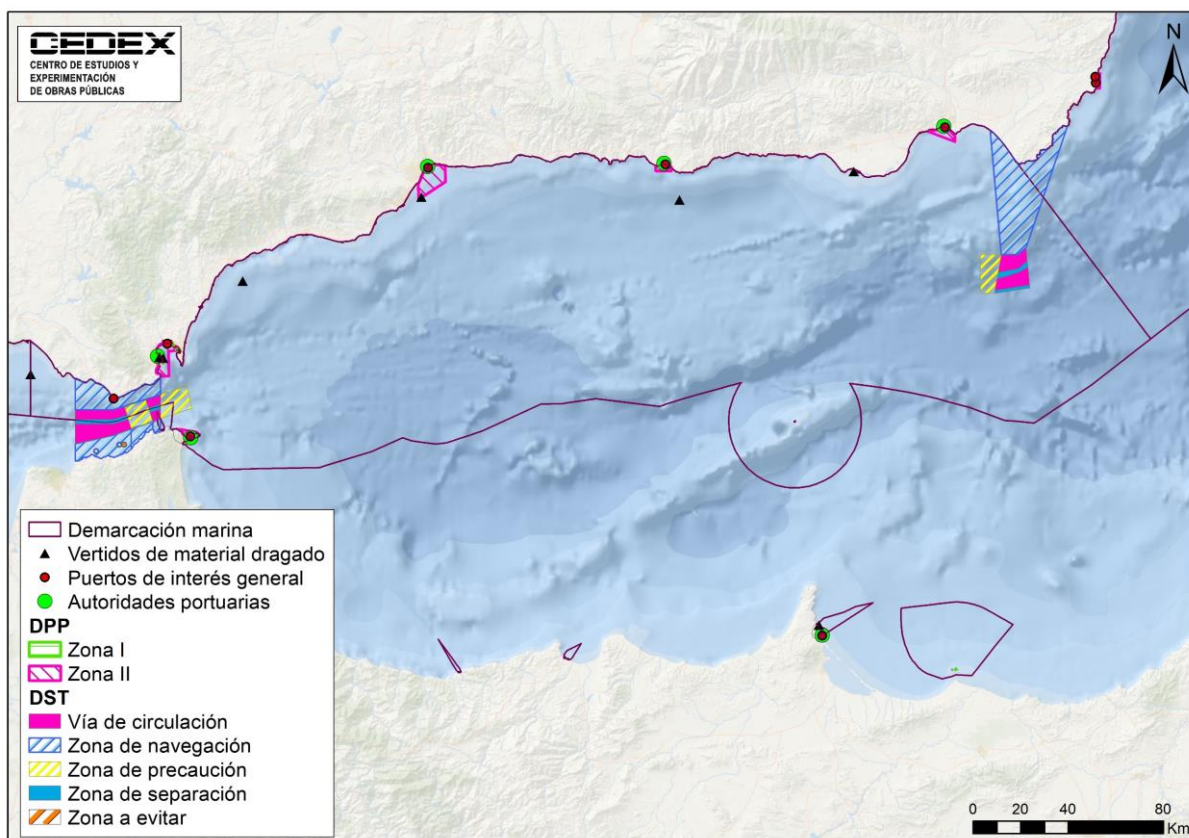 CEDEX
CENTRO DE ESTUDIOS Y
EXPERIMENTACIÓN
DE OBRAS PÚBLICAS
N
Demarcación marina
Vertidos de material dragado
Puertos de interés general
Autoridades portuarias
DPP
Zona I
Zona II
DST
Vía de circulación
Zona de navegación
Zona de precaución
Zona de separación
Zona a evitar
0 20 40 80
Km